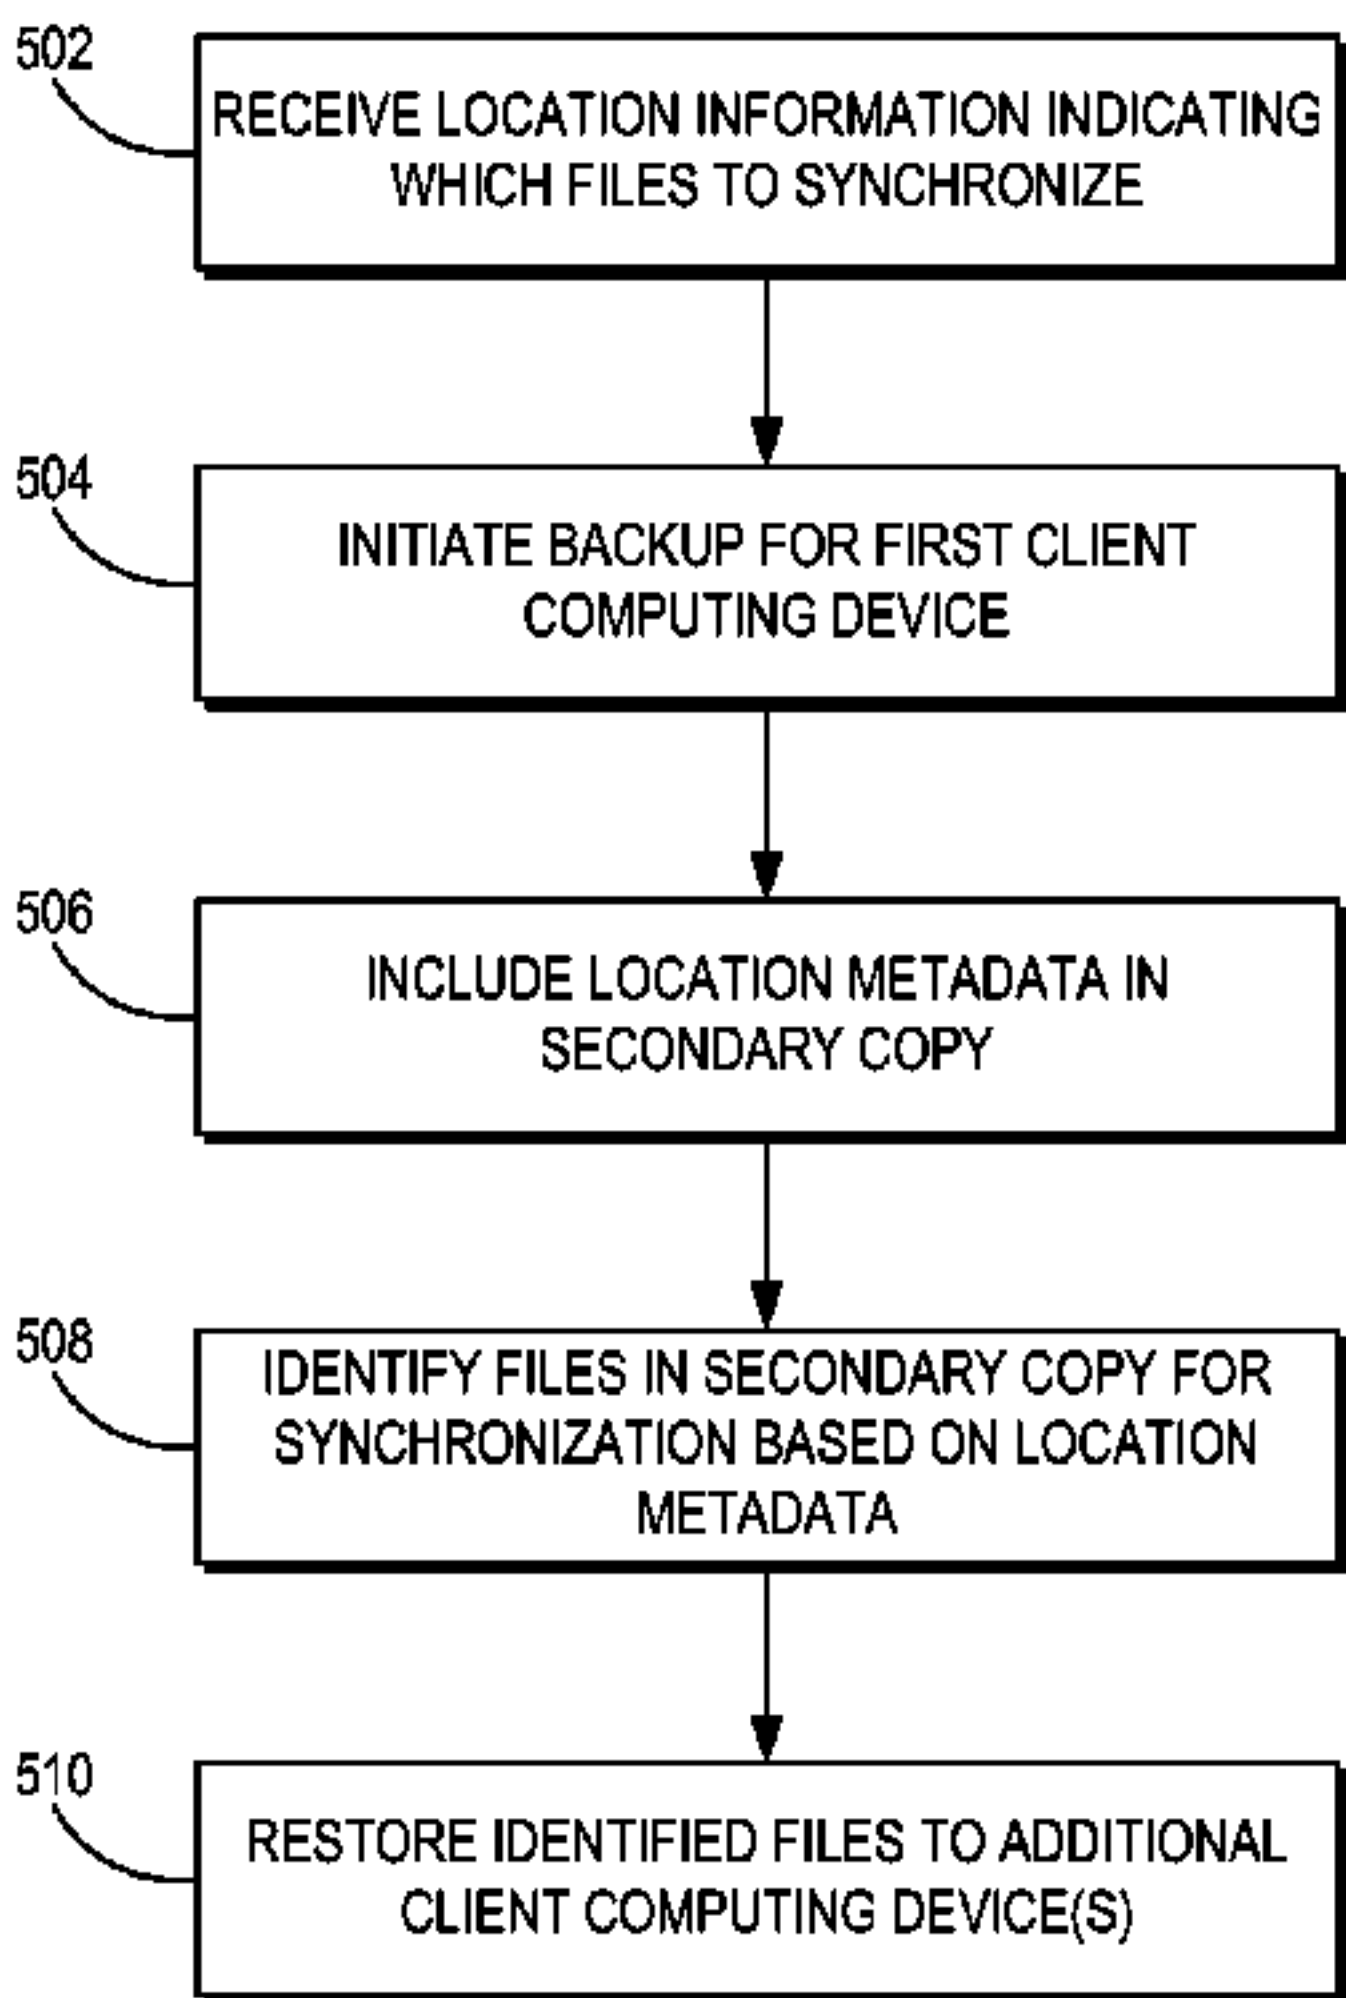 502
RECEIVE LOCATION INFORMATION INDICATING
WHICH FILES TO SYNCHRONIZE
504
INITIATE BACKUP FOR FIRST CLIENT
COMPUTING DEVICE
506
INCLUDE LOCATION METADATA IN
SECONDARY COPY
508
IDENTIFY FILES IN SECONDARY COPY FOR
SYNCHRONIZATION BASED ON LOCATION
METADATA
510
RESTORE IDENTIFIED FILES TO ADDITIONAL
CLIENT COMPUTING DEVICE(S)